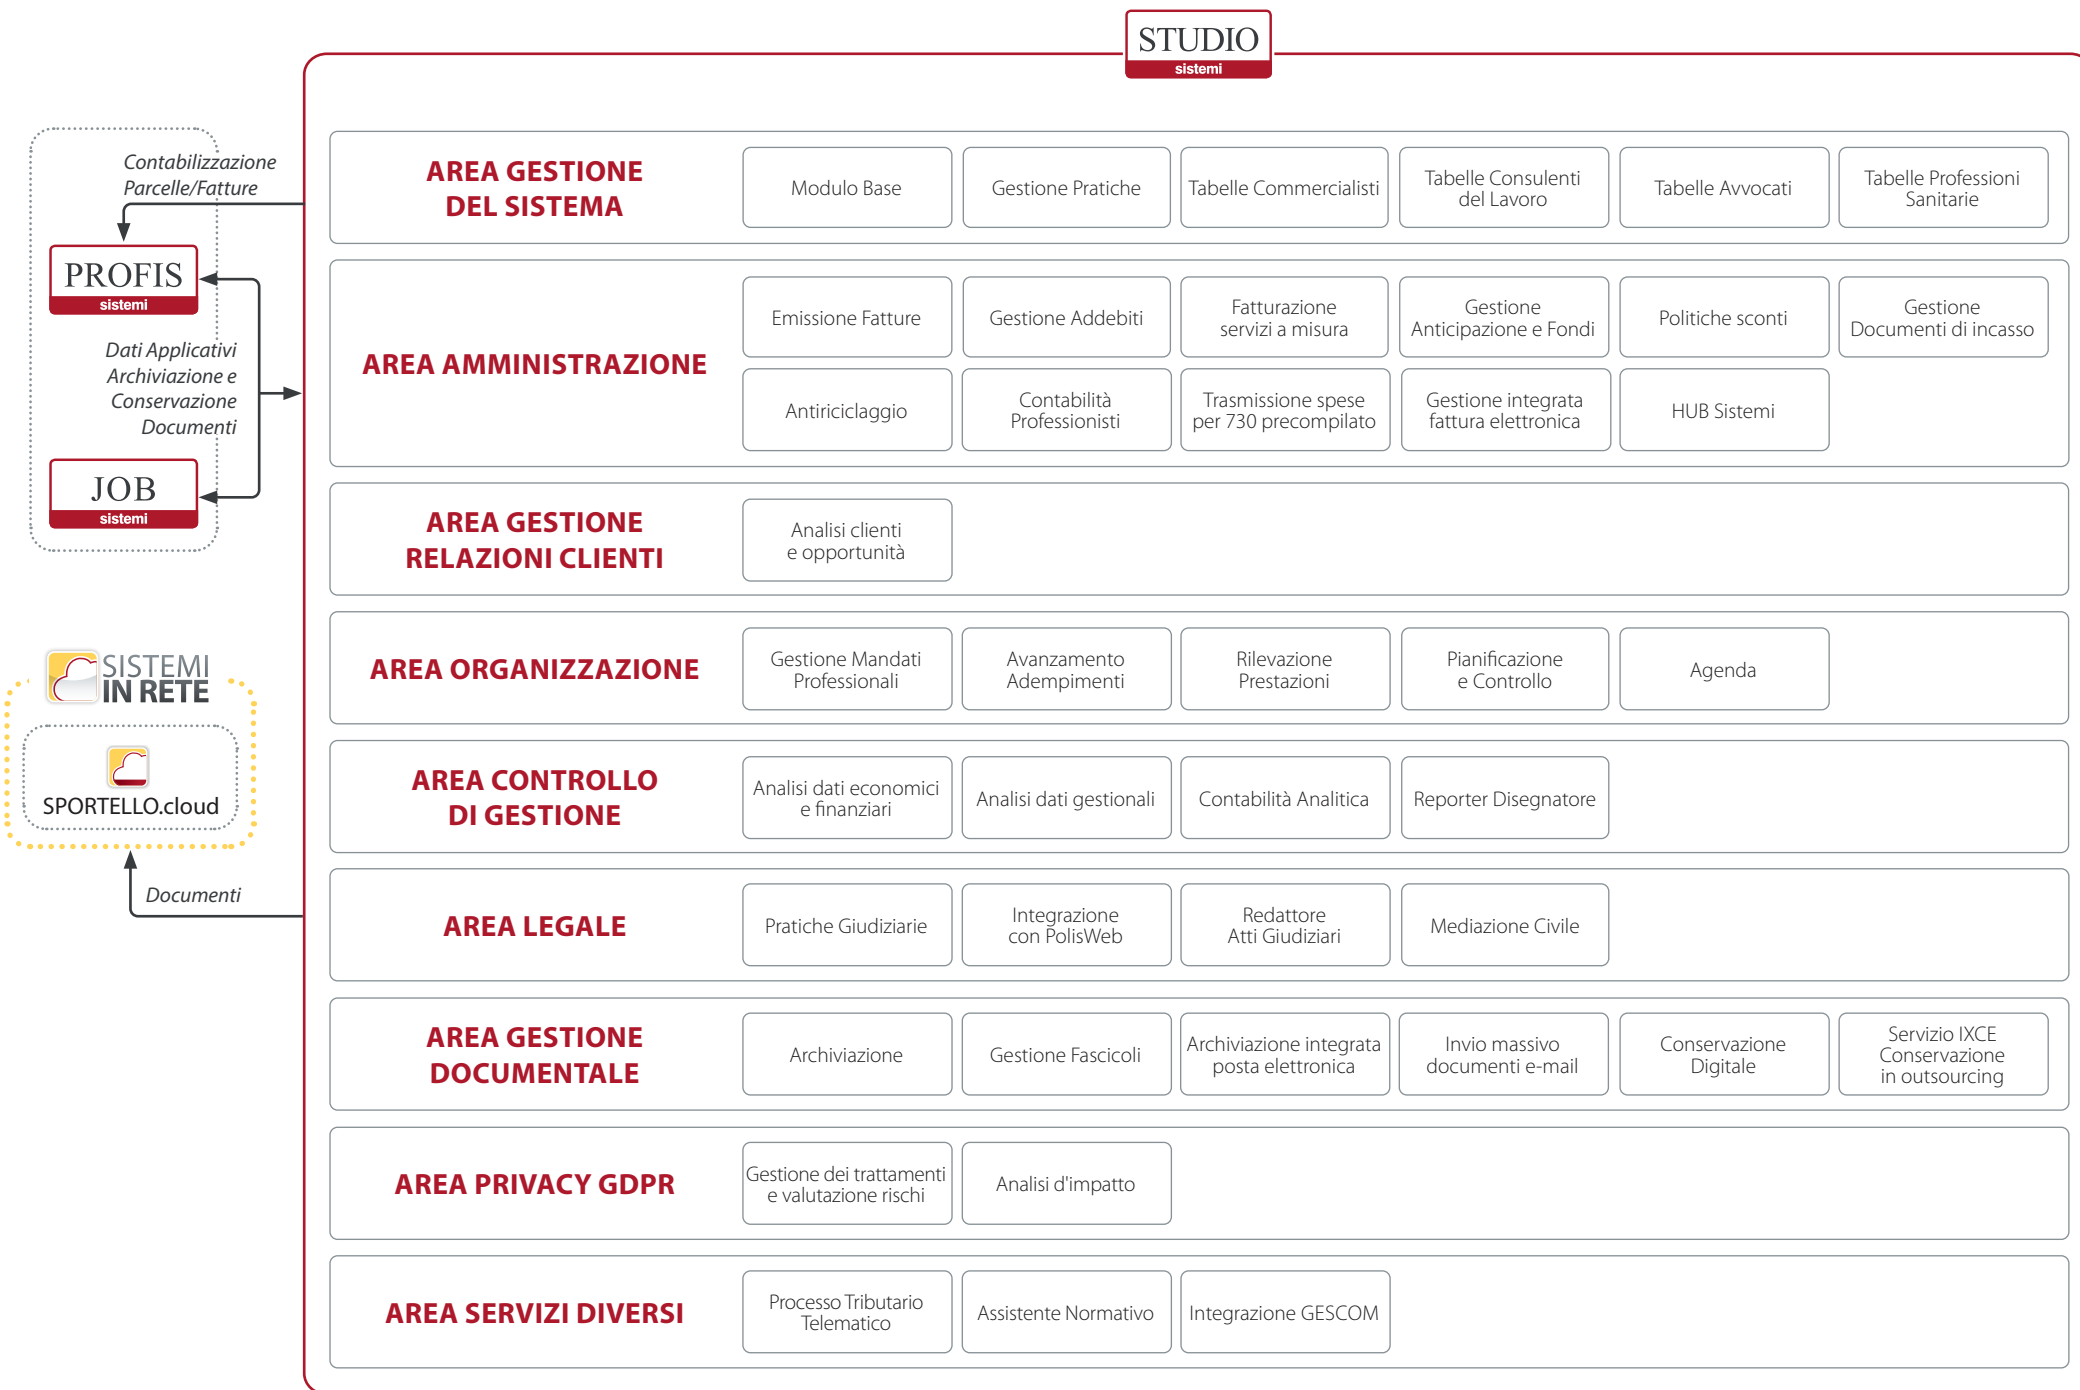 STUDIO
sistemi
Contabilizzazione
Parcelle/Fatture
PROFIS
sistemi
Dati Applicativi
Archiviazione e
Conservazione
Documenti
JOB
sistemi
SISTEMI
IN RETE
SPORTELLO.cloud
Documenti
AREA GESTIONE
DEL SISTEMA
Modulo Base
Gestione Pratiche
Tabelle Commercialisti
Tabelle Consulenti
del Lavoro
Tabelle Avvocati
Tabelle Professioni
Sanitarie
AREA AMMINISTRAZIONE
Emissione Fatture
Gestione Addebiti
Fatturazione
servizi a misura
Gestione
Anticipazione e Fondi
Politiche sconti
Gestione
Documenti di incasso
Antiriciclaggio
Contabilità
Professionisti
Trasmissione spese
per 730 precompilato
Gestione integrata
fattura elettronica
HUB Sistemi
AREA GESTIONE
RELAZIONI CLIENTI
Analisi clienti
e opportunità
AREA ORGANIZZAZIONE
Gestione Mandati
Professionali
Avanzamento
Adempimenti
Rilevazione
Prestazioni
Pianificazione
e Controllo
Agenda
AREA CONTROLLO
DI GESTIONE
Analisi dati economici
e finanziari
Analisi dati gestionali
Contabilità Analitica
Reporter Disegnatore
AREA LEGALE
Pratiche Giudiziarie
Integrazione
con PolisWeb
Redattore
Atti Giudiziari
Mediazione Civile
AREA GESTIONE
DOCUMENTALE
Archiviazione
Gestione Fascicoli
Archiviazione integrata
posta elettronica
Invio massivo
documenti e-mail
Conservazione
Digitale
Servizio IXCE
Conservazione
in outsourcing
AREA PRIVACY GDPR
Gestione dei trattamenti
e valutazione rischi
Analisi d'impatto
AREA SERVIZI DIVERSI
Processo Tributario
Telematico
Assistente Normativo
Integrazione GESCOM